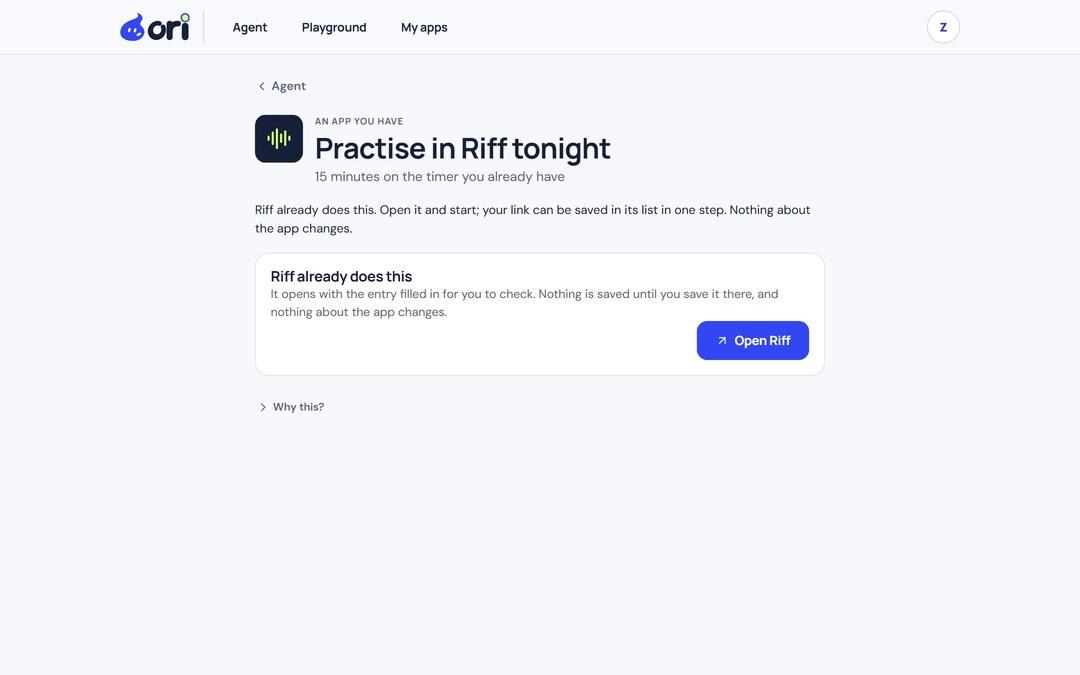 ori
Agent
Playground
My apps
Z
Agent
AN APP YOU HAVE
Practise in Riff tonight
15 minutes on the timer you already have
Riff already does this. Open it and start; your link can be saved in its list in one step. Nothing about
the app changes.
Riff already does this
It opens with the entry filled in for you to check. Nothing is saved until you save it there, and
nothing about the app changes.
Open Riff
Why this?